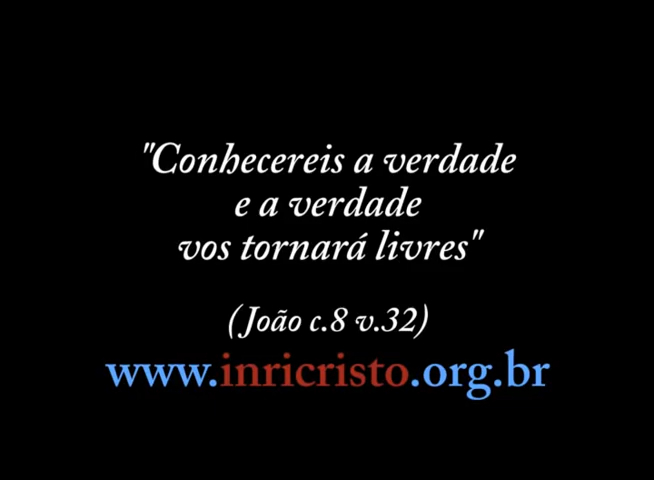 "Conhecereis a verdade
e a verdade
vos tornará livres"
(João c.8 v.32)
www.inricristo.org.br